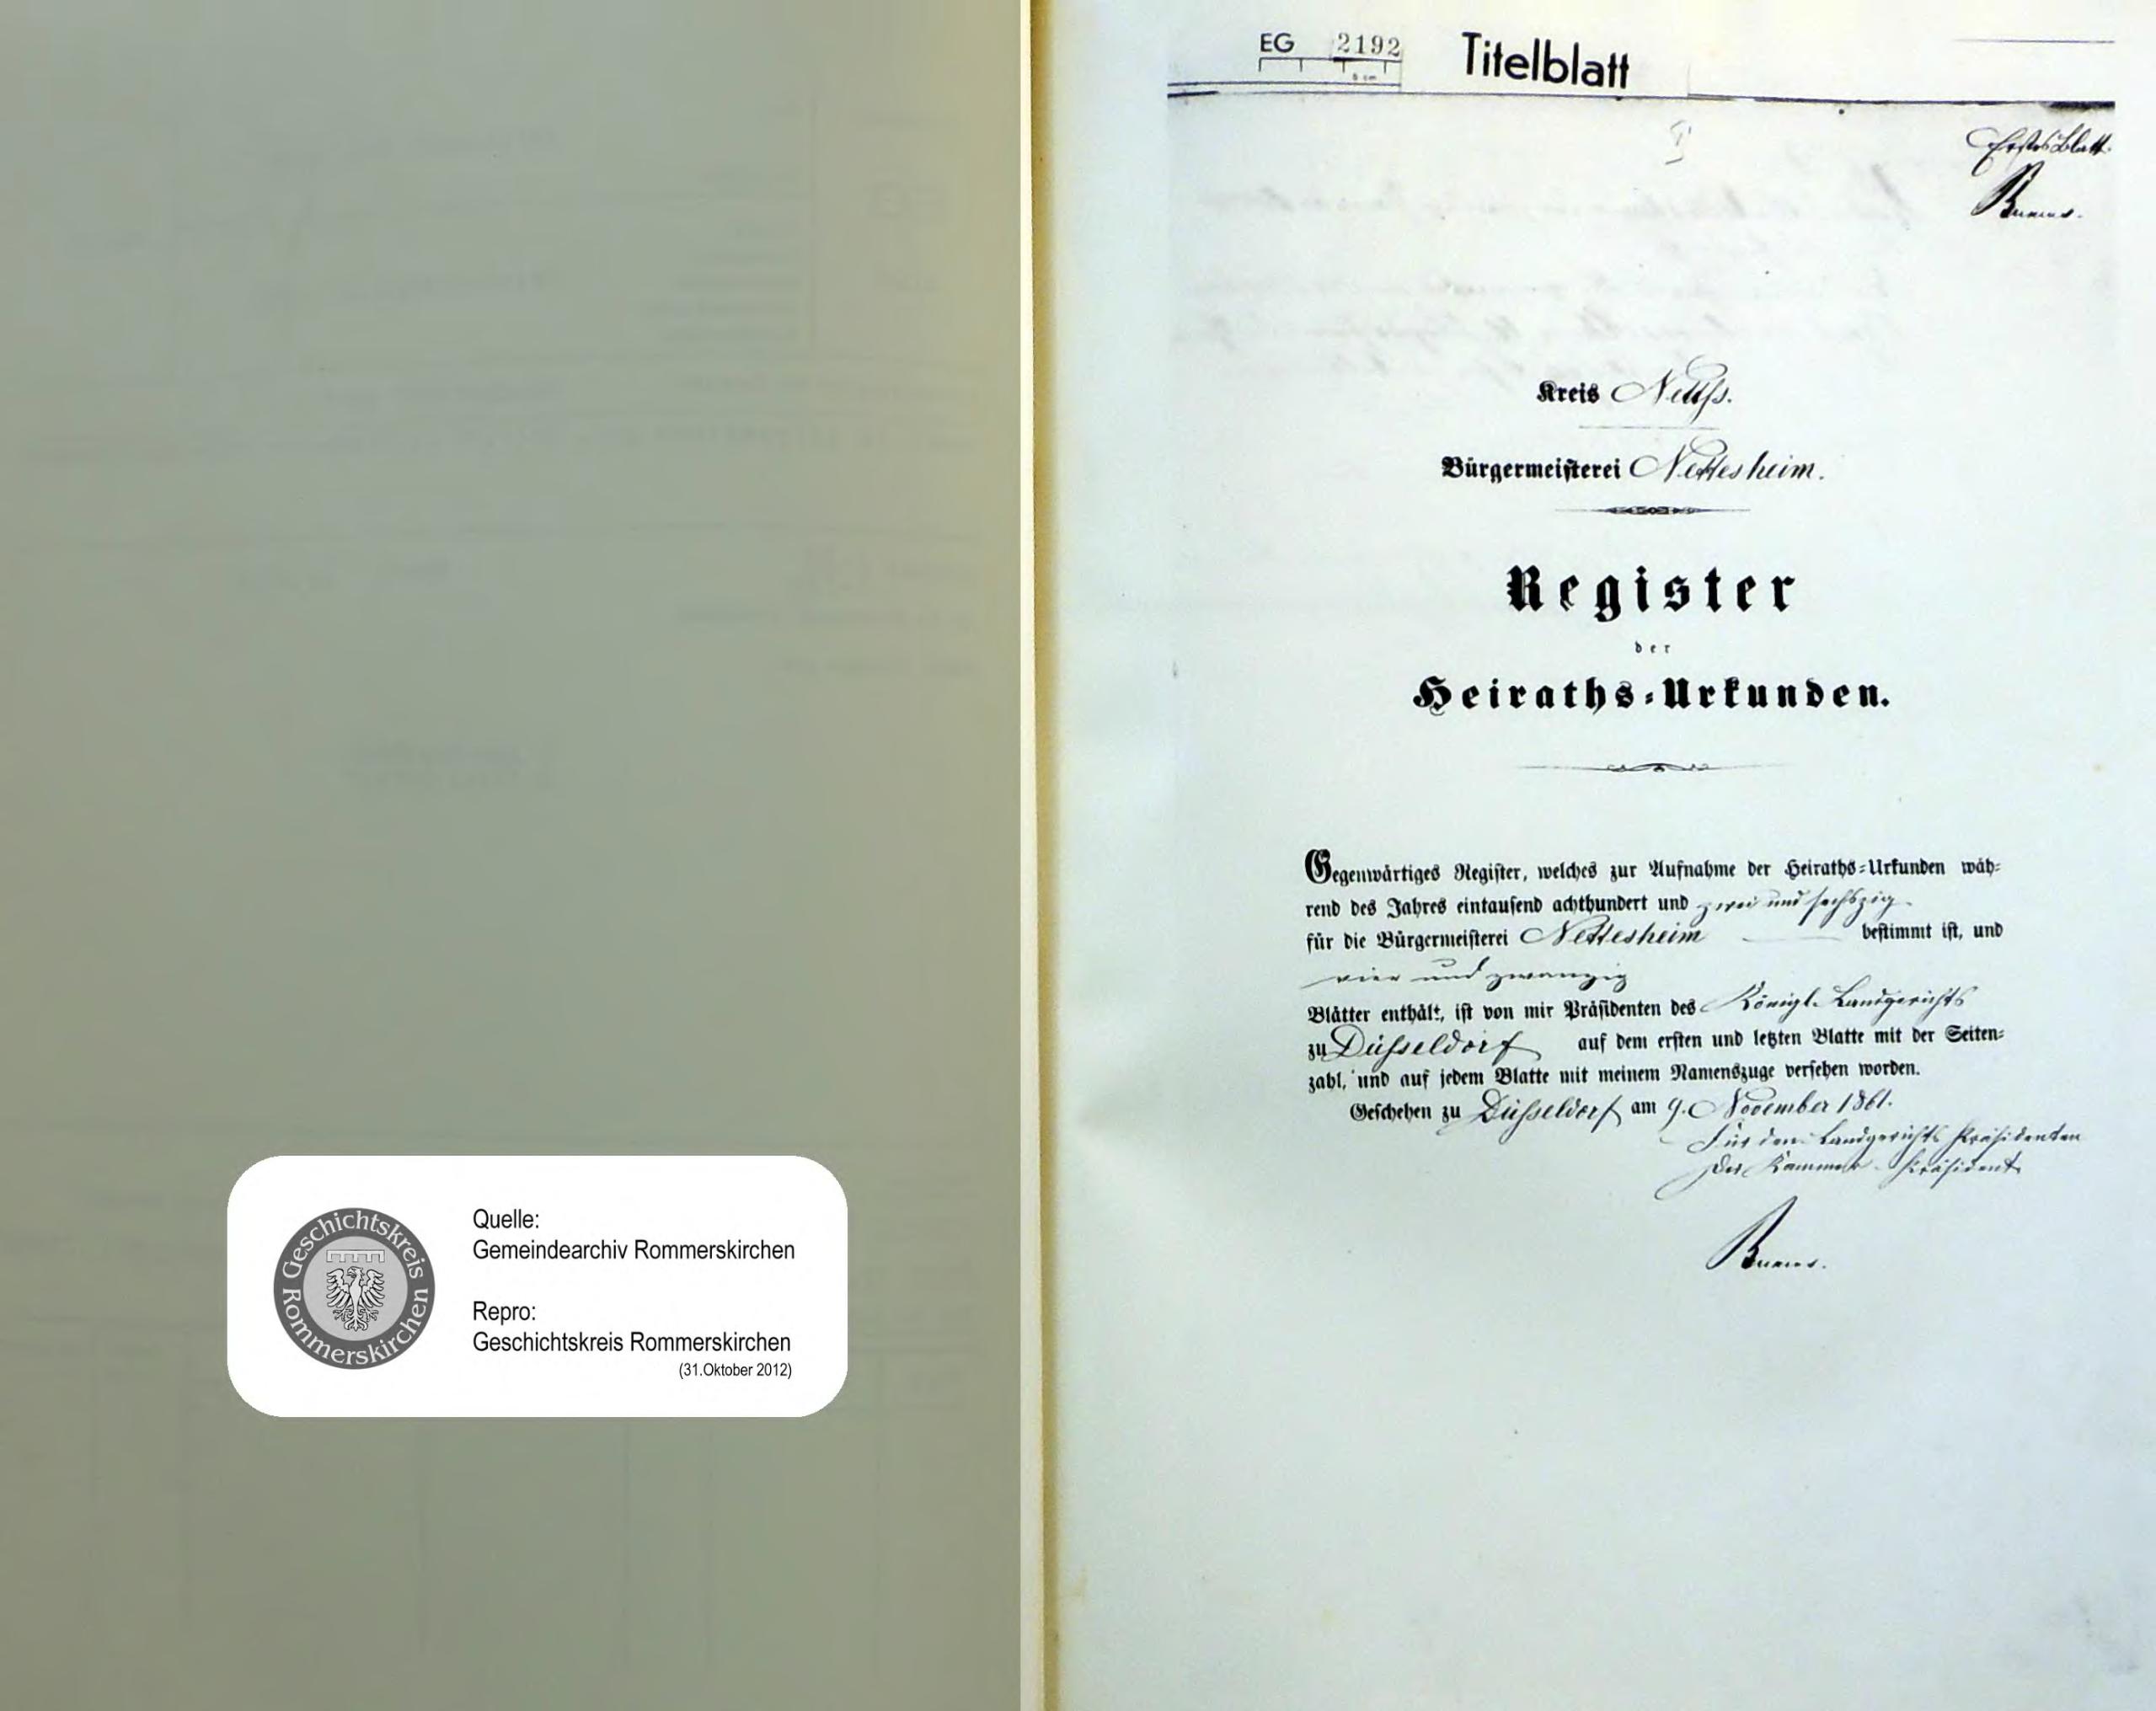 Geschichtskreis Rommerskirchen
Quelle:
Gemeindearchiv Rommerskirchen
Repro:
Geschichtskreis Rommerskirchen
(31.Oktober 2012)
EG 2192
5 cm
Titelblatt
Erstes Blatt.
Kreis Neuß.
Bürgermeisterei Nettesheim.
Register
der
Heiraths-Urkunden.
Gegenwärtiges Register, welches zur Aufnahme der Heiraths-Urkunden wäh-
rend des Jahres eintausend achthundert und zwei und sechszig
für die Bürgermeisterei Nettesheim bestimmt ist, und
vier und zwanzig
Blätter enthält, ist von mir Präsidenten des Königl. Landgerichts
zu Düsseldorf auf dem ersten und letzten Blatte mit der Seiten-
zahl, und auf jedem Blatte mit meinem Namenszuge versehen worden.
Geschehen zu Düsseldorf am 9. November 1861.
Für den Landgerichts Präsidenten
Der Kammer-Präsident